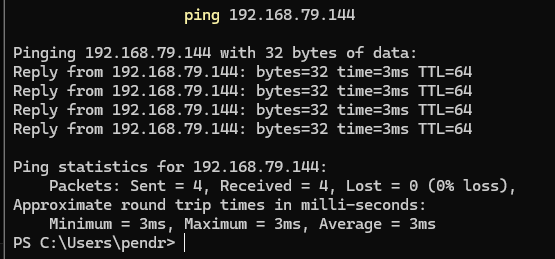 ping 192.168.79.144
Pinging 192.168.79.144 with 32 bytes of data:
Reply from 192.168.79.144: bytes=32 time=3ms TTL=64
Reply from 192.168.79.144: bytes=32 time=3ms TTL=64
Reply from 192.168.79.144: bytes=32 time=3ms TTL=64
Reply from 192.168.79.144: bytes=32 time=3ms TTL=64
Ping statistics for 192.168.79.144:
Packets: Sent = 4, Received = 4, Lost = 0 (0% loss),
Approximate round trip times in milli-seconds:
Minimum = 3ms, Maximum = 3ms, Average = 3ms
PS C:\Users\pendr>